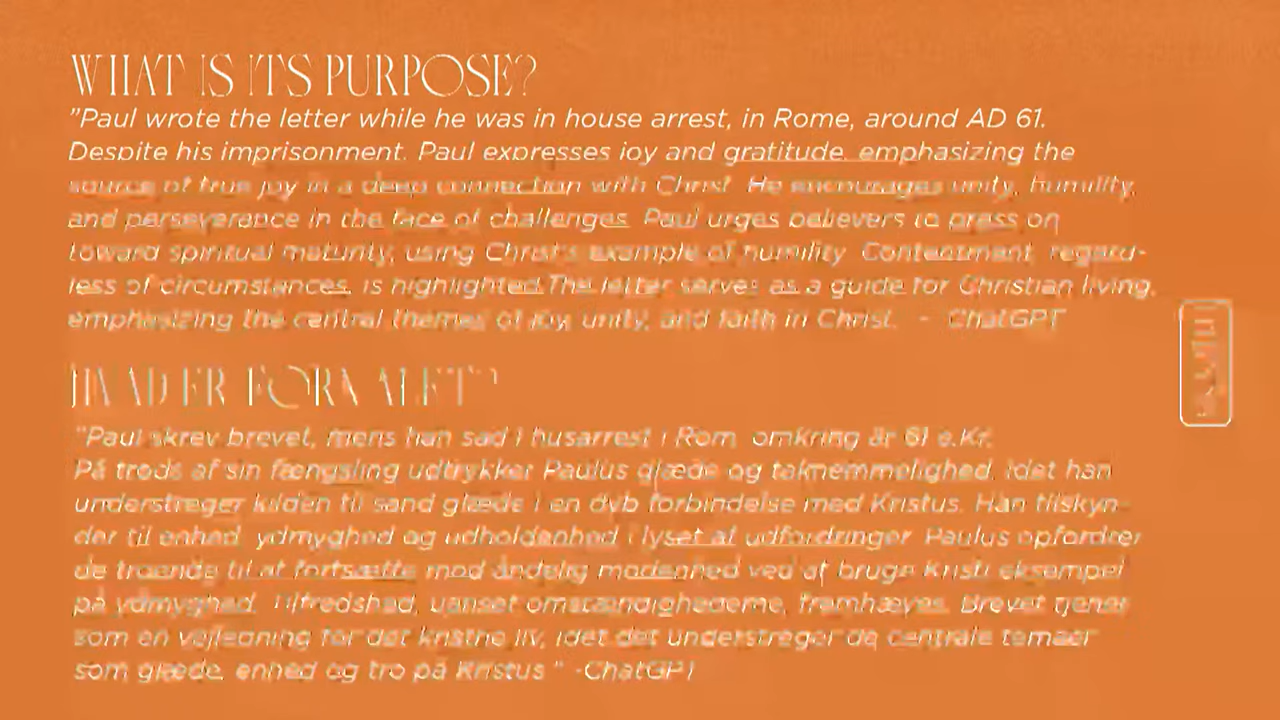 WHAT IS ITS PURPOSE?
"Paul wrote the letter while he was in house arrest, in Rome, around AD 61.
Despite his imprisonment, Paul expresses joy and gratitude, emphasizing the
source of true joy in a deep connection with Christ. He encourages unity, humility,
and perseverance in the face of challenges. Paul urges believers to press on
toward spiritual maturity, using Christ's example of humility. Contentment, regard-
less of circumstances, is highlighted.The letter serves as a guide for Christian living,
emphasizing the central themes of joy, unity, and faith in Christ. - ChatGPT
HVAD ER FORMÅLET?
"Paul skrev brevet, mens han sad i husarrest i Rom, omkring år 61 e.Kr.
På trods af sin fængsling udtrykker Paulus glæde og taknemmelighed, idet han
understreger kilden til sand glæde i en dyb forbindelse med Kristus. Han tilskyn-
der til enhed, ydmyghed og udholdenhed i lyset af udfordringer. Paulus opfordrer
de troende til at fortsætte mod åndelig modenhed ved at bruge Kristi eksempel
på ydmyghed. Tilfredshed, uanset omstændighederne, fremhæves. Brevet tjener
som en vejledning for det kristne liv, idet det understreger de centrale temaer
som glæde, enhed og tro på Kristus." -ChatGPT